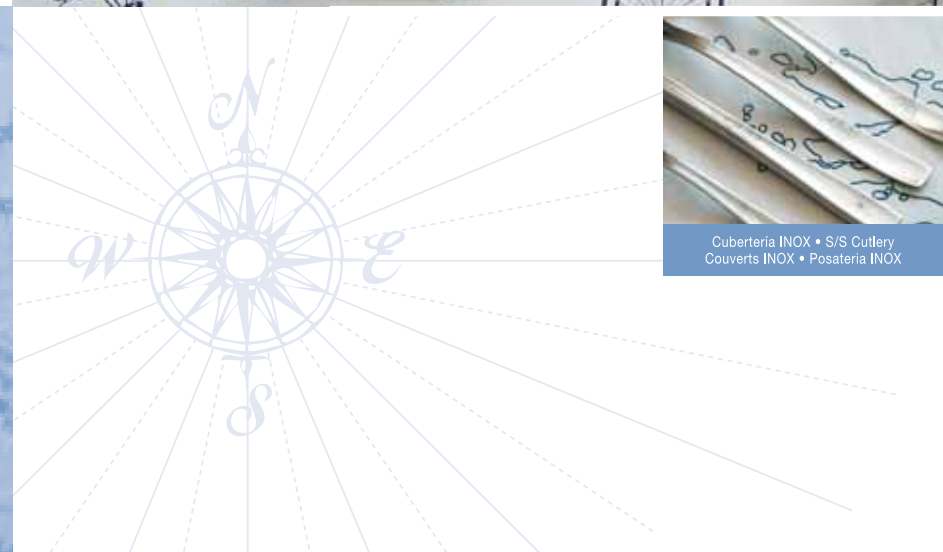 N
W
E
S
Cubertería INOX • S/S Cutlery
Couverts INOX • Posateria INOX